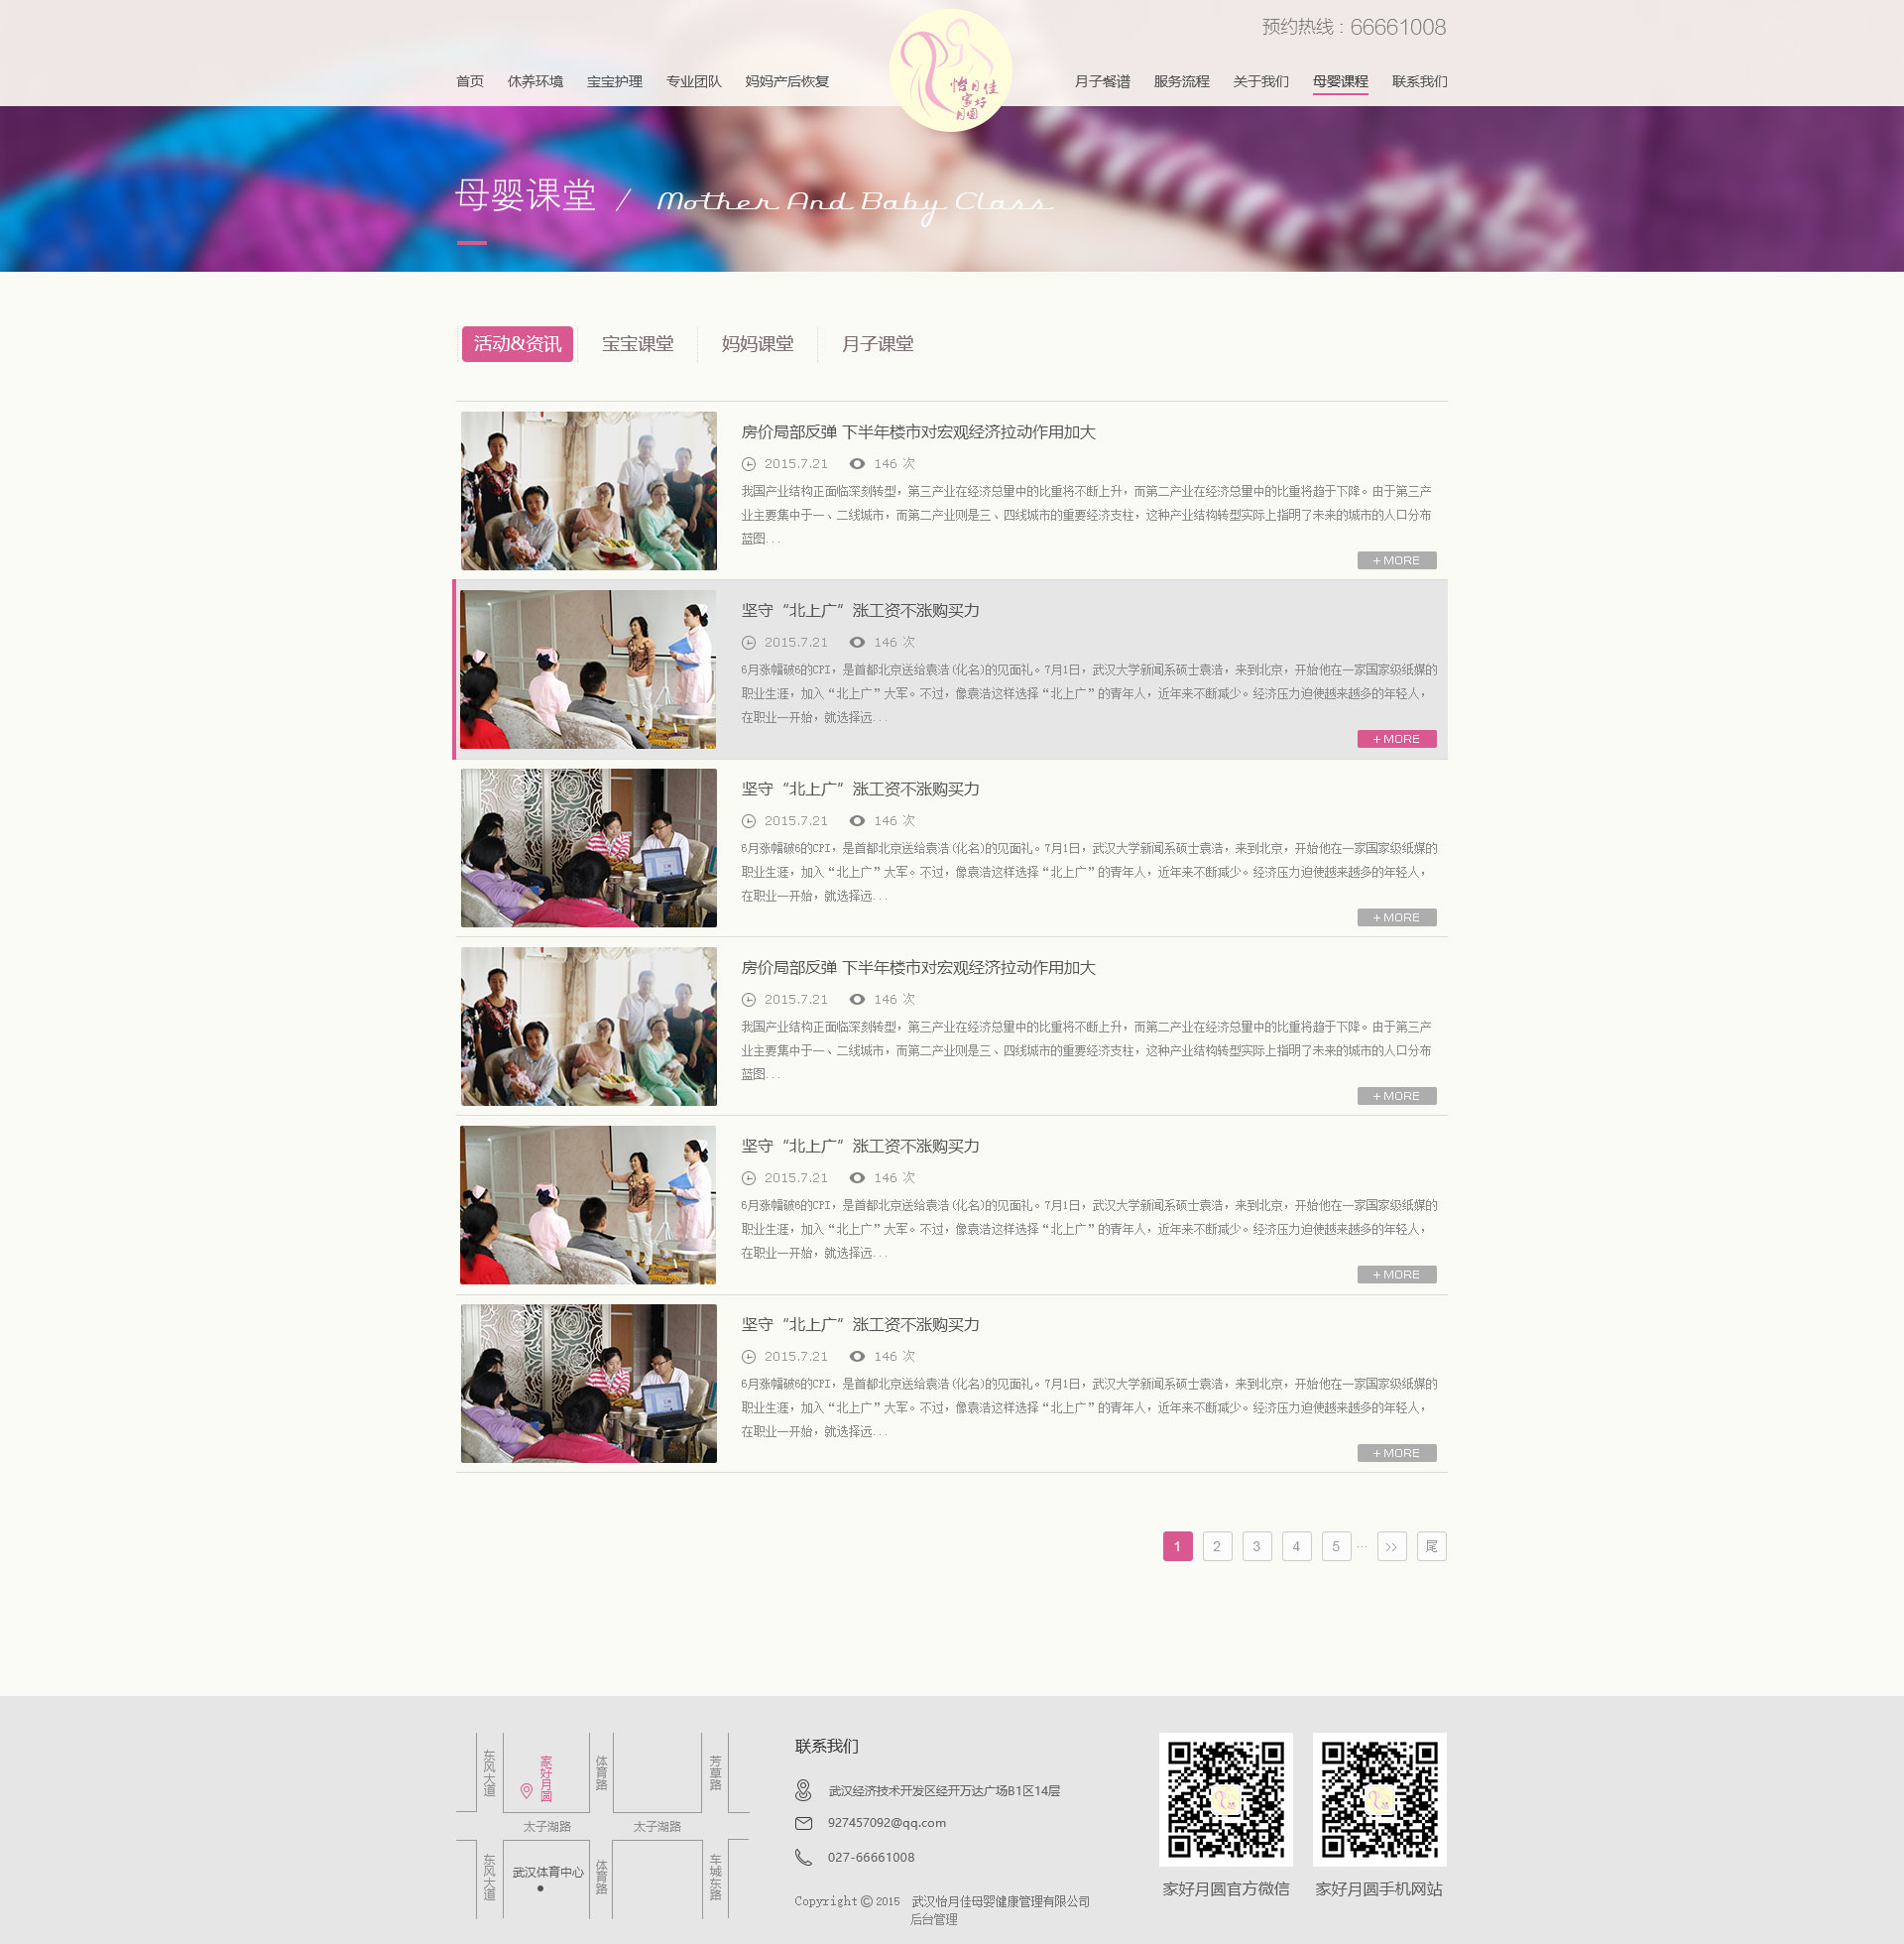 预约热线：66661008
首页 休养环境 宝宝护理 专业团队 妈妈产后恢复 月子餐谱 服务流程 关于我们 母婴课程 联系我们
怡月佳
家好
月圆
母婴课堂 / Mother And Baby Class
活动&资讯 宝宝课堂 妈妈课堂 月子课堂
房价局部反弹 下半年楼市对宏观经济拉动作用加大
2015.7.21 146 次
我国产业结构正面临深刻转型，第三产业在经济总量中的比重将不断上升，而第二产业在经济总量中的比重将趋于下降。由于第三产
业主要集中于一、二线城市，而第二产业则是三、四线城市的重要经济支柱，这种产业结构转型实际上指明了未来的城市的人口分布
蓝图...
+ MORE
坚守“北上广”涨工资不涨购买力
2015.7.21 146 次
6月涨幅破6的CPI，是首都北京送给袁浩(化名)的见面礼。7月1日，武汉大学新闻系硕士袁浩，来到北京，开始他在一家国家级纸媒的
职业生涯，加入“北上广”大军。不过，像袁浩这样选择“北上广”的青年人，近年来不断减少。经济压力迫使越来越多的年轻人，
在职业一开始，就选择远...
+ MORE
坚守“北上广”涨工资不涨购买力
2015.7.21 146 次
6月涨幅破6的CPI，是首都北京送给袁浩(化名)的见面礼。7月1日，武汉大学新闻系硕士袁浩，来到北京，开始他在一家国家级纸媒的
职业生涯，加入“北上广”大军。不过，像袁浩这样选择“北上广”的青年人，近年来不断减少。经济压力迫使越来越多的年轻人，
在职业一开始，就选择远...
+ MORE
房价局部反弹 下半年楼市对宏观经济拉动作用加大
2015.7.21 146 次
我国产业结构正面临深刻转型，第三产业在经济总量中的比重将不断上升，而第二产业在经济总量中的比重将趋于下降。由于第三产
业主要集中于一、二线城市，而第二产业则是三、四线城市的重要经济支柱，这种产业结构转型实际上指明了未来的城市的人口分布
蓝图...
+ MORE
坚守“北上广”涨工资不涨购买力
2015.7.21 146 次
6月涨幅破6的CPI，是首都北京送给袁浩(化名)的见面礼。7月1日，武汉大学新闻系硕士袁浩，来到北京，开始他在一家国家级纸媒的
职业生涯，加入“北上广”大军。不过，像袁浩这样选择“北上广”的青年人，近年来不断减少。经济压力迫使越来越多的年轻人，
在职业一开始，就选择远...
+ MORE
坚守“北上广”涨工资不涨购买力
2015.7.21 146 次
6月涨幅破6的CPI，是首都北京送给袁浩(化名)的见面礼。7月1日，武汉大学新闻系硕士袁浩，来到北京，开始他在一家国家级纸媒的
职业生涯，加入“北上广”大军。不过，像袁浩这样选择“北上广”的青年人，近年来不断减少。经济压力迫使越来越多的年轻人，
在职业一开始，就选择远...
+ MORE
1 2 3 4 5 ... >> 尾
东风大道
家好月圆
体育路
芳草路
太子湖路 太子湖路
东风大道
武汉体育中心
体育路
车城东路
联系我们
武汉经济技术开发区经开万达广场B1区14层
927457092@qq.com
027-66661008
Copyright © 2015 武汉怡月佳母婴健康管理有限公司
后台管理
家好月圆官方微信 家好月圆手机网站